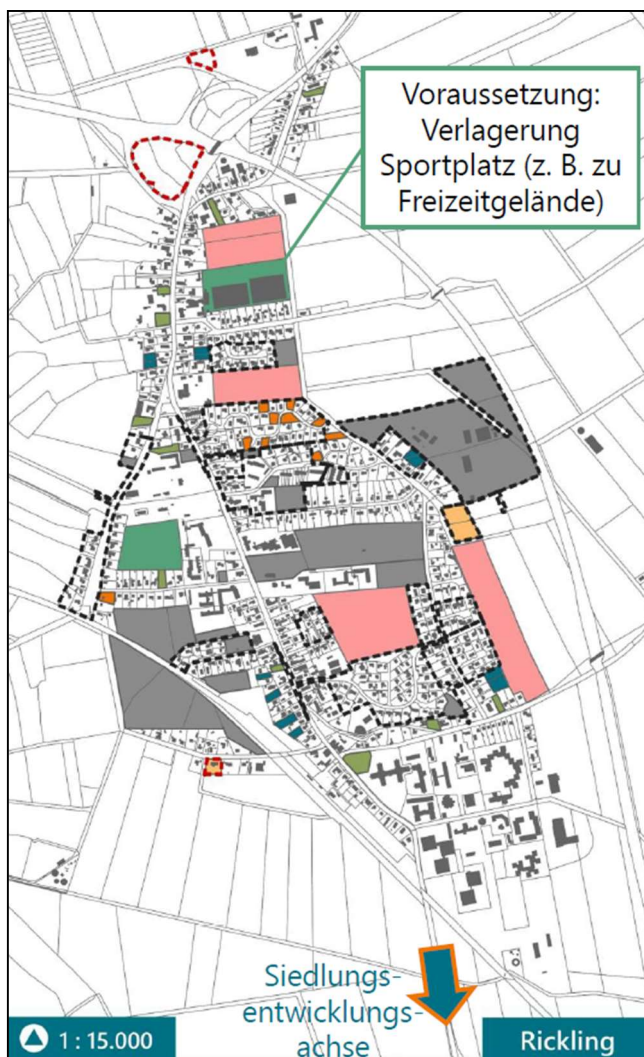 Voraussetzung:
Verlagerung
Sportplatz (z. B. zu
Freizeitgelände)
Siedlungs-
entwicklungs-
achse
1 : 15.000
Rickling